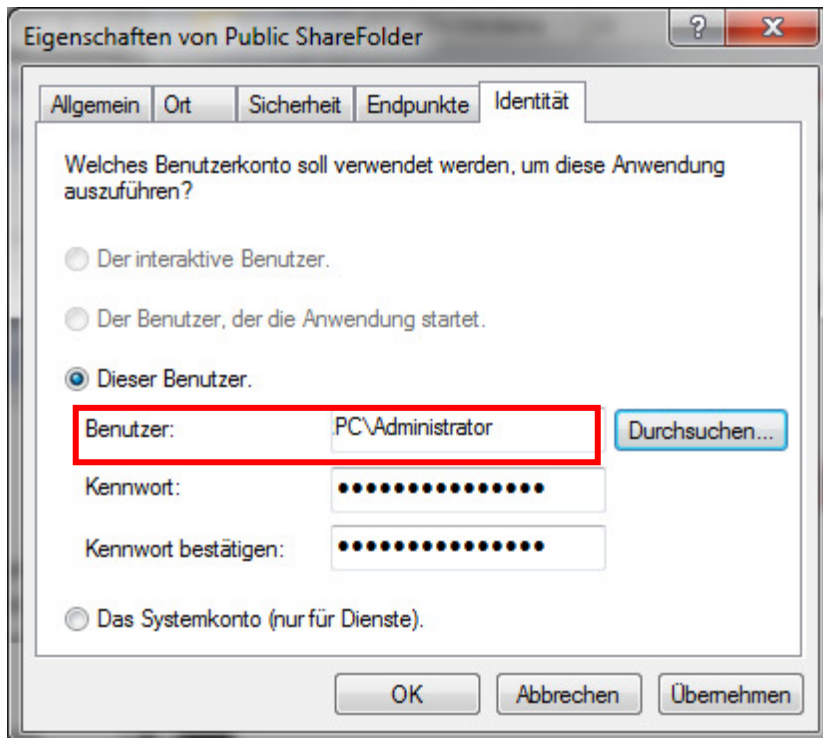 Eigenschaften von Public ShareFolder
Allgemein Ort Sicherheit Endpunkte Identität
Welches Benutzerkonto soll verwendet werden, um diese Anwendung
auszuführen?
Der interaktive Benutzer.
Der Benutzer, der die Anwendung startet.
Dieser Benutzer.
Benutzer: PC\Administrator Durchsuchen...
Kennwort: •••••••••••••••
Kennwort bestätigen: •••••••••••••••
Das Systemkonto (nur für Dienste).
OK Abbrechen Übernehmen